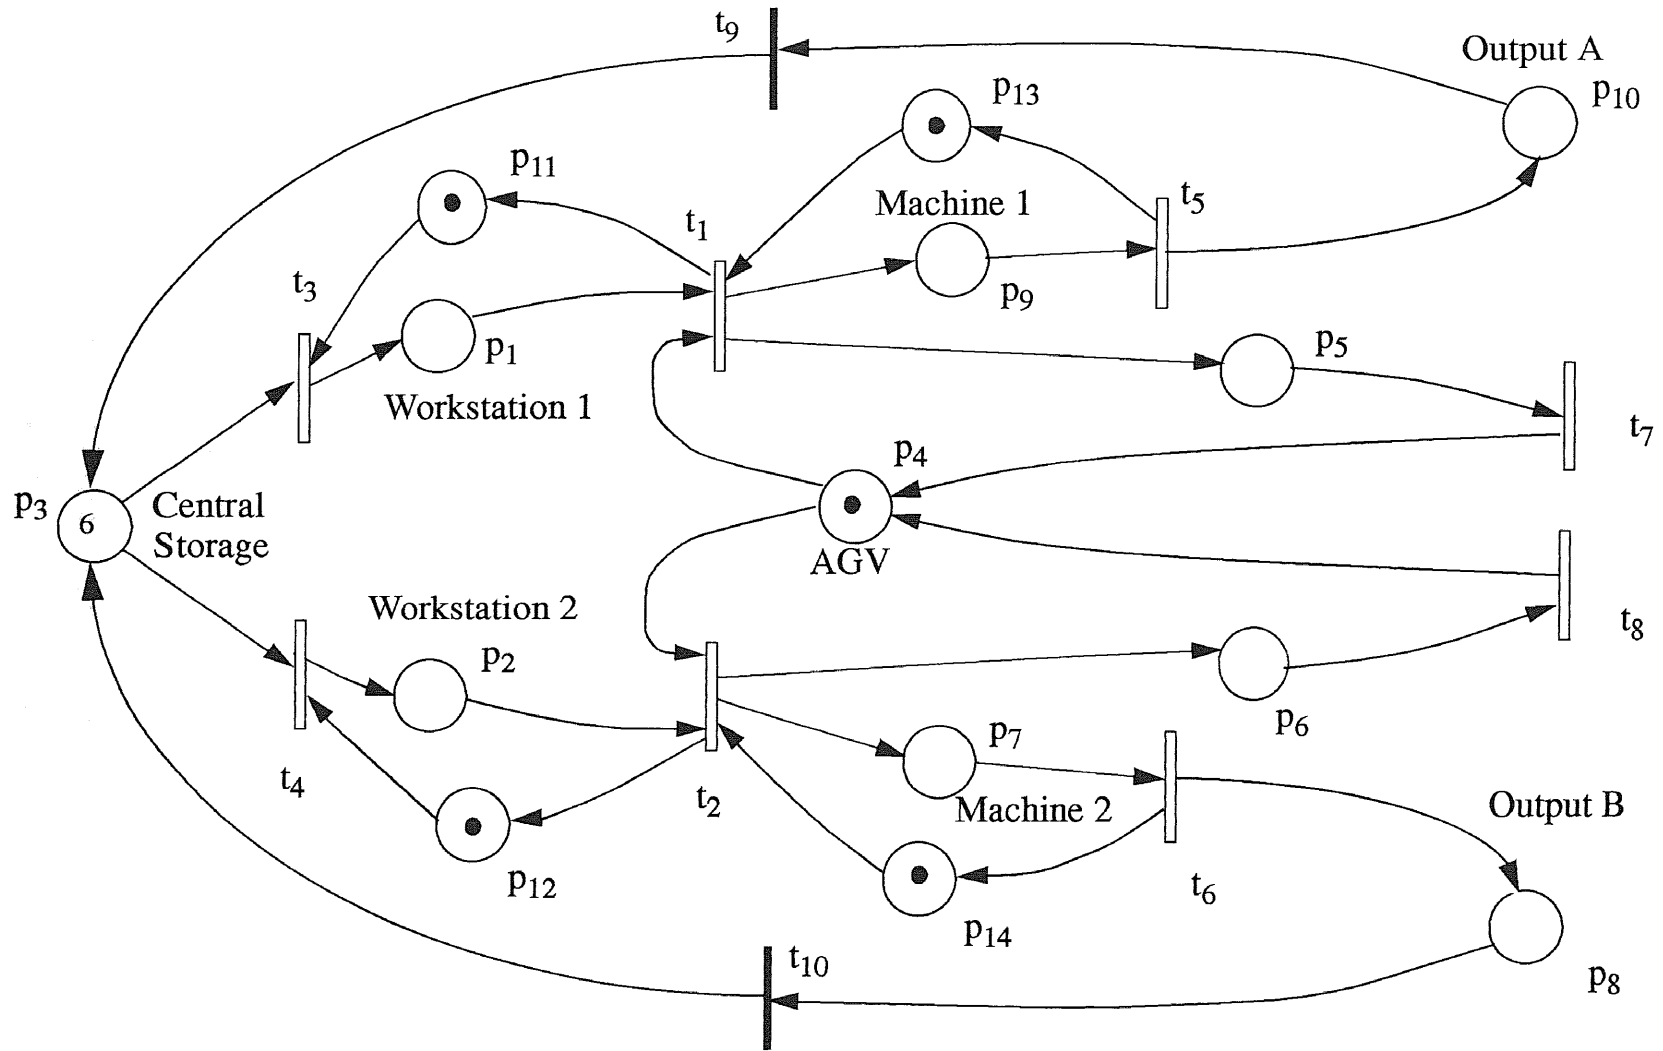 t9
Output A
p13
p10
p11
Machine 1
t5
t1
t3
p9
p1
p5
Workstation 1
t7
p4
p3
6
Central
Storage
AGV
Workstation 2
t8
p2
p6
p7
t4
t2
Machine 2
Output B
p12
t6
p14
t10
p8